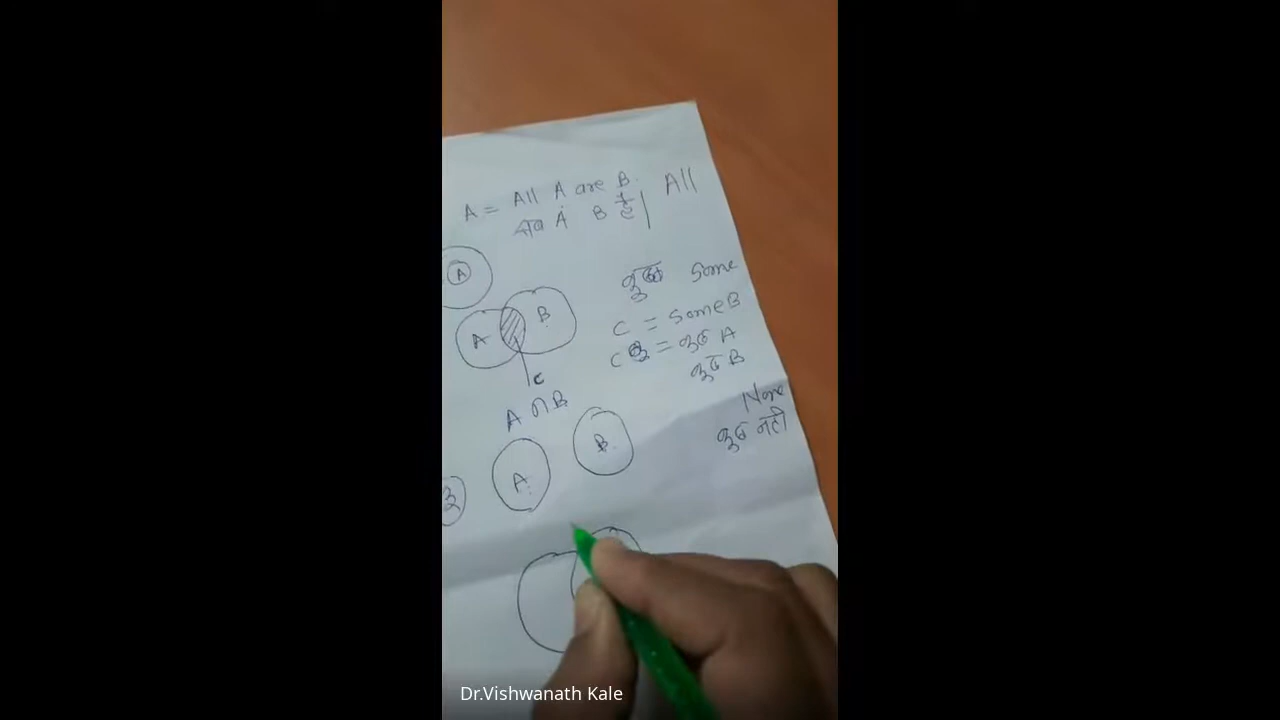 A = All A are B. All
सब A B है|
A
कुछ Some
A B
C = Some B
C = कुछ A
कुछ B
C
A ∩ B
None
कुछ नही
A B
Dr.Vishwanath Kale